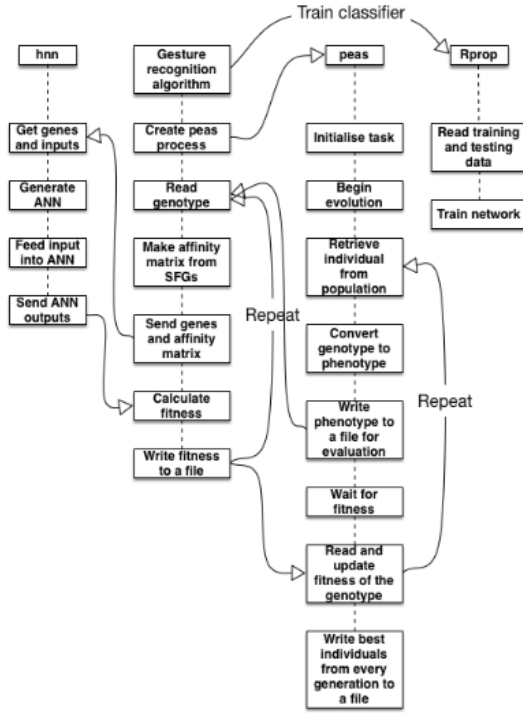 Train classifier
hnn
Gesture
recognition
algorithm
peas
Rprop
Get genes
and inputs
Create peas
process
Initialise task
Read training
and testing
data
Generate
ANN
Read
genotype
Begin
evolution
Train network
Feed input
into ANN
Make affinity
matrix from
SFGs
Retrieve
individual
from
population
Send ANN
outputs
Repeat
Send genes
and affinity
matrix
Convert
genotype to
phenotype
Calculate
fitness
Repeat
Write
phenotype to
a file for
evaluation
Write fitness
to a file
Wait for
fitness
Read and
update
fitness of the
genotype
Write best
individuals
from every
generation to
a file